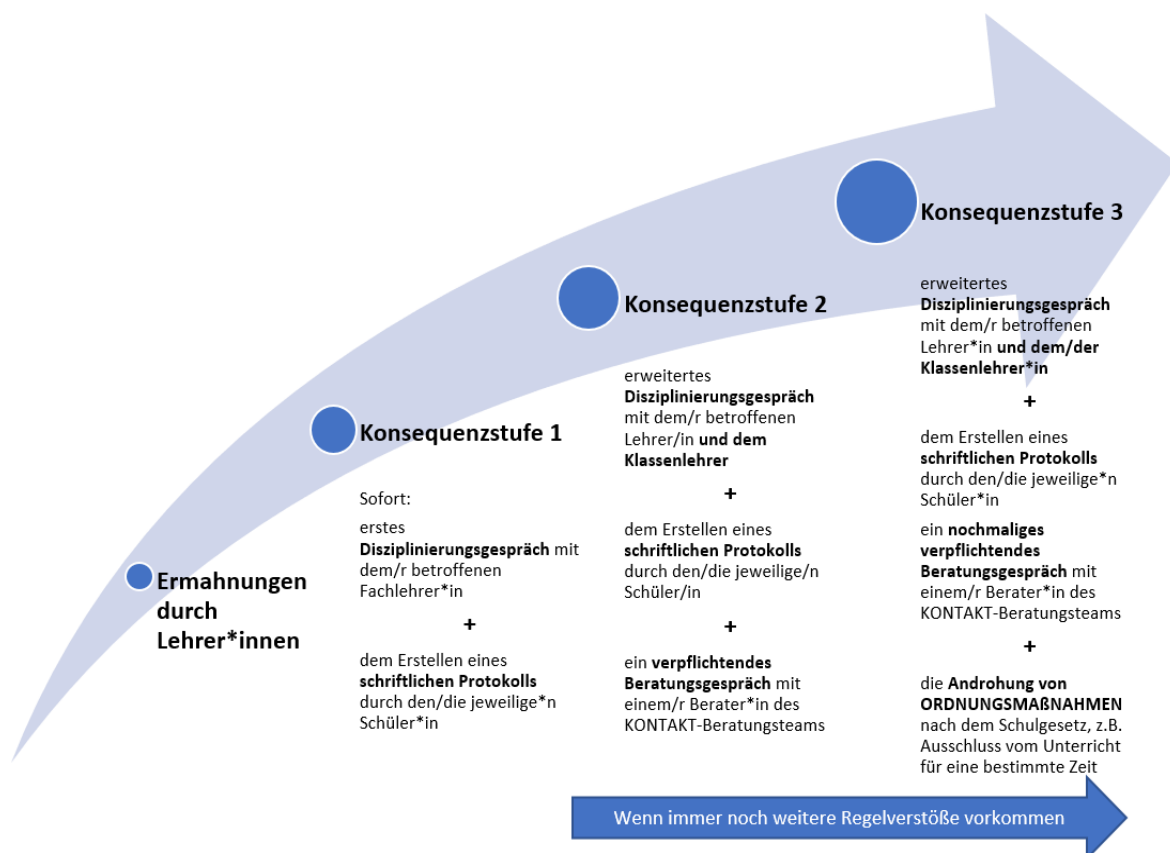 Ermahnungen
durch
Lehrer*innen
Konsequenzstufe 1
Sofort:
erstes
Disziplinierungsgespräch mit
dem/r betroffenen
Fachlehrer*in
+
dem Erstellen eines
schriftlichen Protokolls
durch den/die jeweilige*n
Schüler*in
Konsequenzstufe 2
erweitertes
Disziplinierungsgespräch
mit dem/r betroffenen
Lehrer/in und dem
Klassenlehrer
+
dem Erstellen eines
schriftlichen Protokolls
durch den/die jeweilige/n
Schüler/in
+
ein verpflichtendes
Beratungsgespräch mit
einem/r Berater*in des
KONTAKT-Beratungsteams
Konsequenzstufe 3
erweitertes
Disziplinierungsgespräch
mit dem/r betroffenen
Lehrer*in und dem/der
Klassenlehrer*in
+
dem Erstellen eines
schriftlichen Protokolls
durch den/die jeweilige*n
Schüler*in
ein nochmaliges
verpflichtendes
Beratungsgespräch mit
einem/r Berater*in des
KONTAKT-Beratungsteams
+
die Androhung von
ORDNUNGSMAßNAHMEN
nach dem Schulgesetz, z.B.
Ausschluss vom Unterricht
für eine bestimmte Zeit
Wenn immer noch weitere Regelverstöße vorkommen